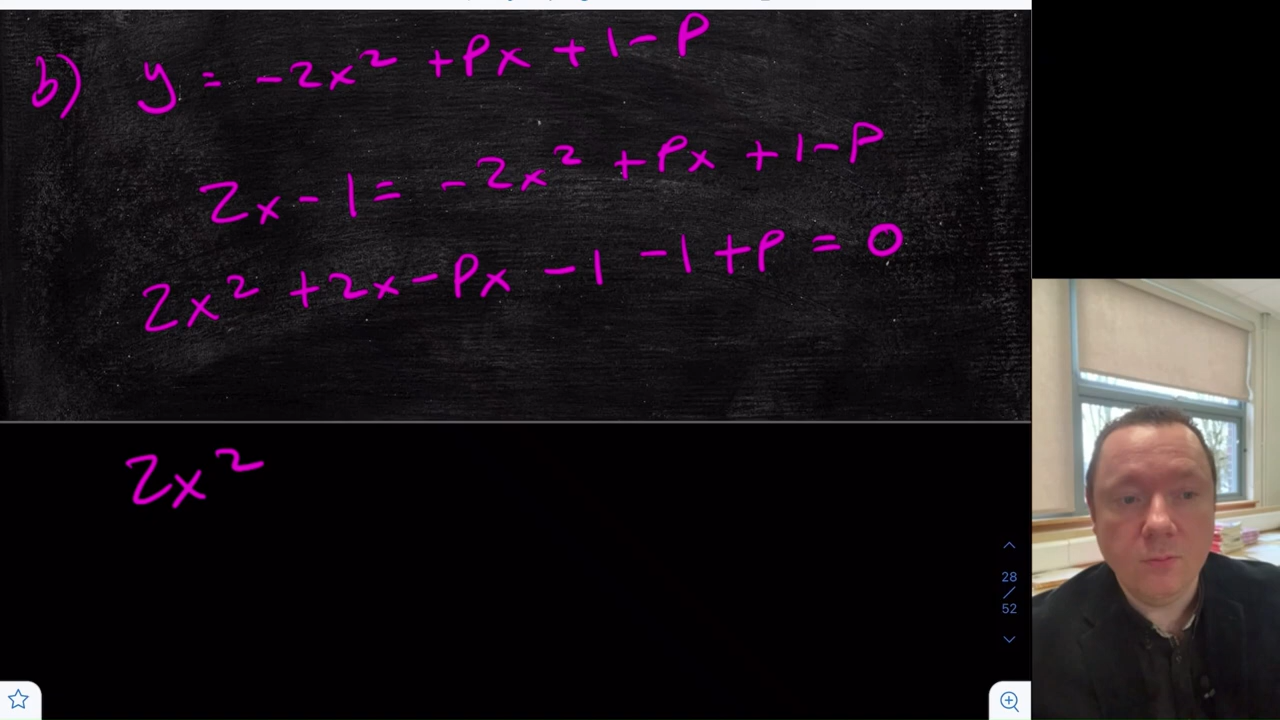 b) y = -2x² + Px + 1 - P
2x - 1 = -2x² + Px + 1 - P
2x² + 2x - Px - 1 - 1 + P = 0
2x²
28
/
52